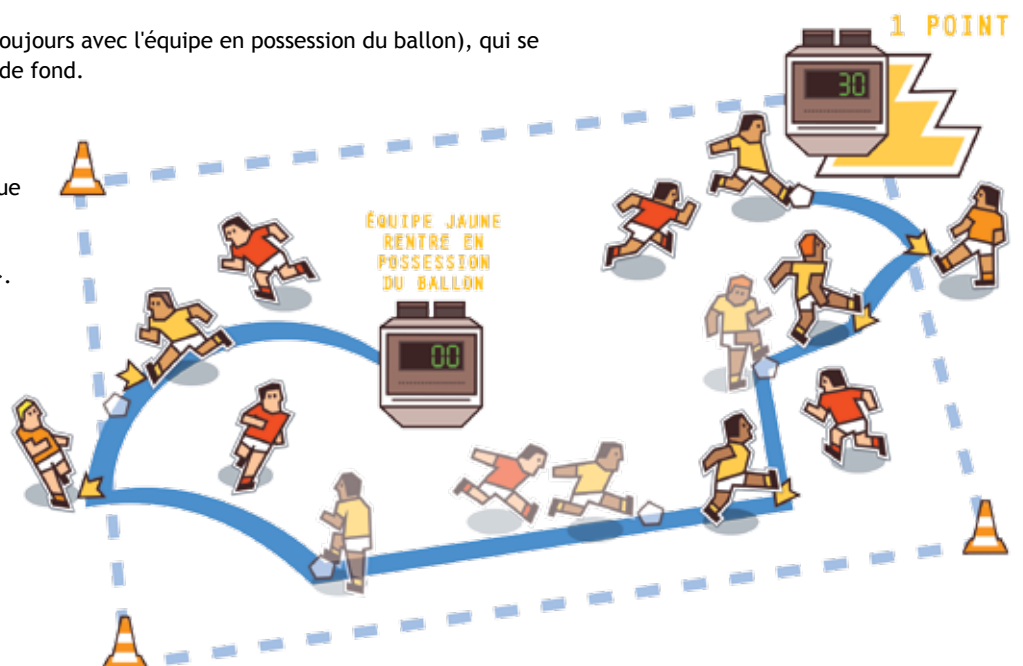 oujours avec l'équipe en possession du ballon), qui se
de fond.
ue
.
1 POINT
30
ÉQUIPE JAUNE
RENTRE EN
POSSESSION
DU BALLON
00